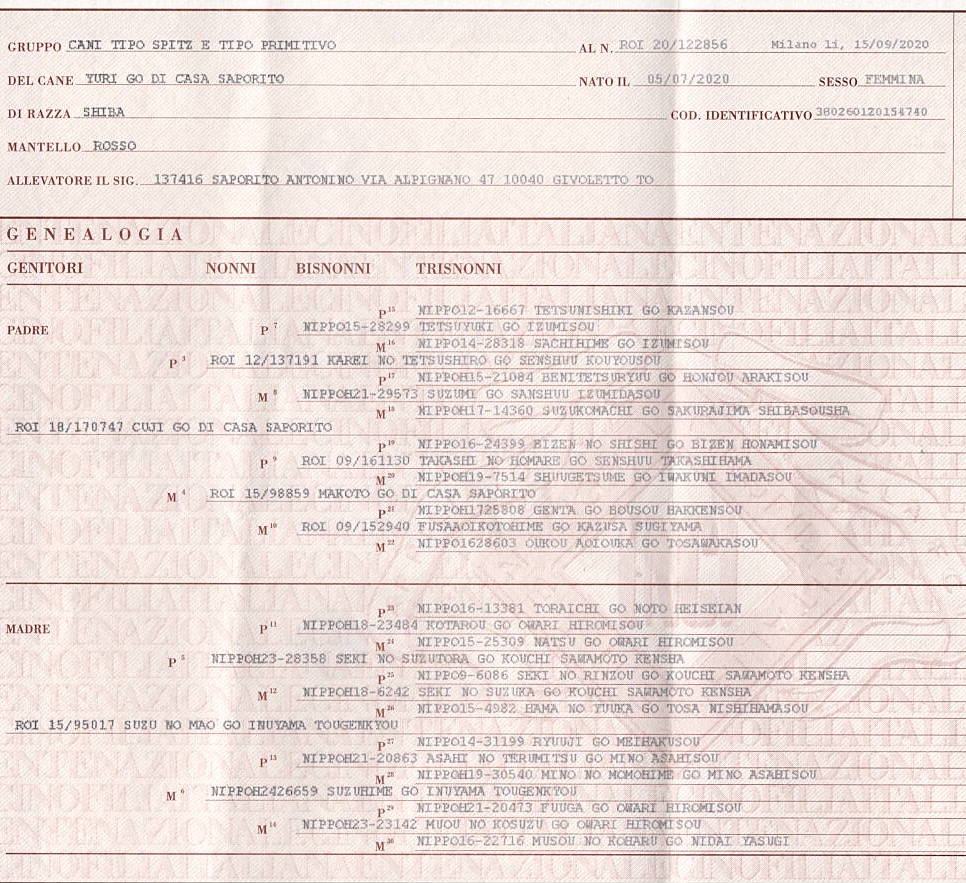 GRUPPO CANI TIPO SPITZ E TIPO PRIMITIVO AL N. ROI 20/122856 Milano li, 15/09/2020
DEL CANE YURI GO DI CASA SAPORITO NATO IL 05/07/2020 SESSO FEMMINA
DI RAZZA SHIBA COD. IDENTIFICATIVO 380260120154740
MANTELLO ROSSO
ALLEVATORE IL SIG. 137416 SAPORITO ANTONINO VIA ALPIGNANO 47 10040 GIVOLETTO TO
GENEALOGIA
GENITORI NONNI BISNONNI TRISNONNI
P 15 NIPPO12-16667 TETSUNISHIKI GO KAZANSOU
PADRE P 7 NIPPO15-28299 TETSUYUKI GO IZUMISOU
M 16 NIPPO14-28318 SACHIHIME GO IZUMISOU
P 3 ROI 12/137191 KAREI NO TETSUSHIRO GO SENSHUU KOUYOUSOU
P 17 NIPPOH15-21084 BENITETSURYUU GO HONJOU ARAKISOU
M 8 NIPPOH21-29573 SUZUMI GO SANSHUU IZUMIDASOU
M 18 NIPPOH17-14360 SUZUKOMACHI GO SAKURAJIMA SHIBASOUSHA
ROI 18/170747 CUJI GO DI CASA SAPORITO
P 19 NIPPO16-24399 BIZEN NO SHISHI GO BIZEN HONAMISOU
P 9 ROI 09/161130 TAKASHI NO HOMARE GO SENSHUU TAKASHIHAMA
M 20 NIPPOH19-7514 SHUUGETSUME GO IWAKUNI IMADASOU
M 4 ROI 15/98859 MAKOTO GO DI CASA SAPORITO
P 21 NIPPOH1725808 GENTA GO BOUSOU HAKKENSOU
M 10 ROI 09/152940 FUSAAOIKOTOHIME GO KAZUSA SUGIYAMA
M 22 NIPPO1628603 OUKOU AOIOUKA GO TOSAWAKASOU
P 23 NIPPO16-13381 TORAICHI GO NOTO HEISEIAN
MADRE P 11 NIPPOH18-23484 KOTAROU GO OWARI HIROMISOU
M 24 NIPPO15-25309 NATSU GO OWARI HIROMISOU
P 5 NIPPOH23-28358 SEKI NO SUZUTORA GO KOUCHI SAWAMOTO KENSHA
P 25 NIPPO9-6086 SEKI NO RINZOU GO KOUCHI SAWAMOTO KENSHA
M 12 NIPPOH18-6242 SEKI NO SUZUKA GO KOUCHI SAWAMOTO KENSHA
M 26 NIPPO15-4982 HAMA NO YUUKA GO TOSA NISHIHAMASOU
ROI 15/95017 SUZU NO MAO GO INUYAMA TOUGENKYOU
P 27 NIPPO14-31199 RYUUJI GO MEIHAKUSOU
P 13 NIPPOH21-20863 ASAHI NO TERUMITSU GO MINO ASAHISOU
M 28 NIPPOH19-30540 MINO NO MOMOHIME GO MINO ASAHISOU
M 6 NIPPOH2426659 SUZUHIME GO INUYAMA TOUGENKYOU
P 29 NIPPOH21-20473 FUUGA GO OWARI HIROMISOU
M 14 NIPPOH23-23142 MUOU NO KOSUZU GO OWARI HIROMISOU
M 30 NIPPO16-22716 MUSOU NO KOHARU GO NIDAI YASUGI